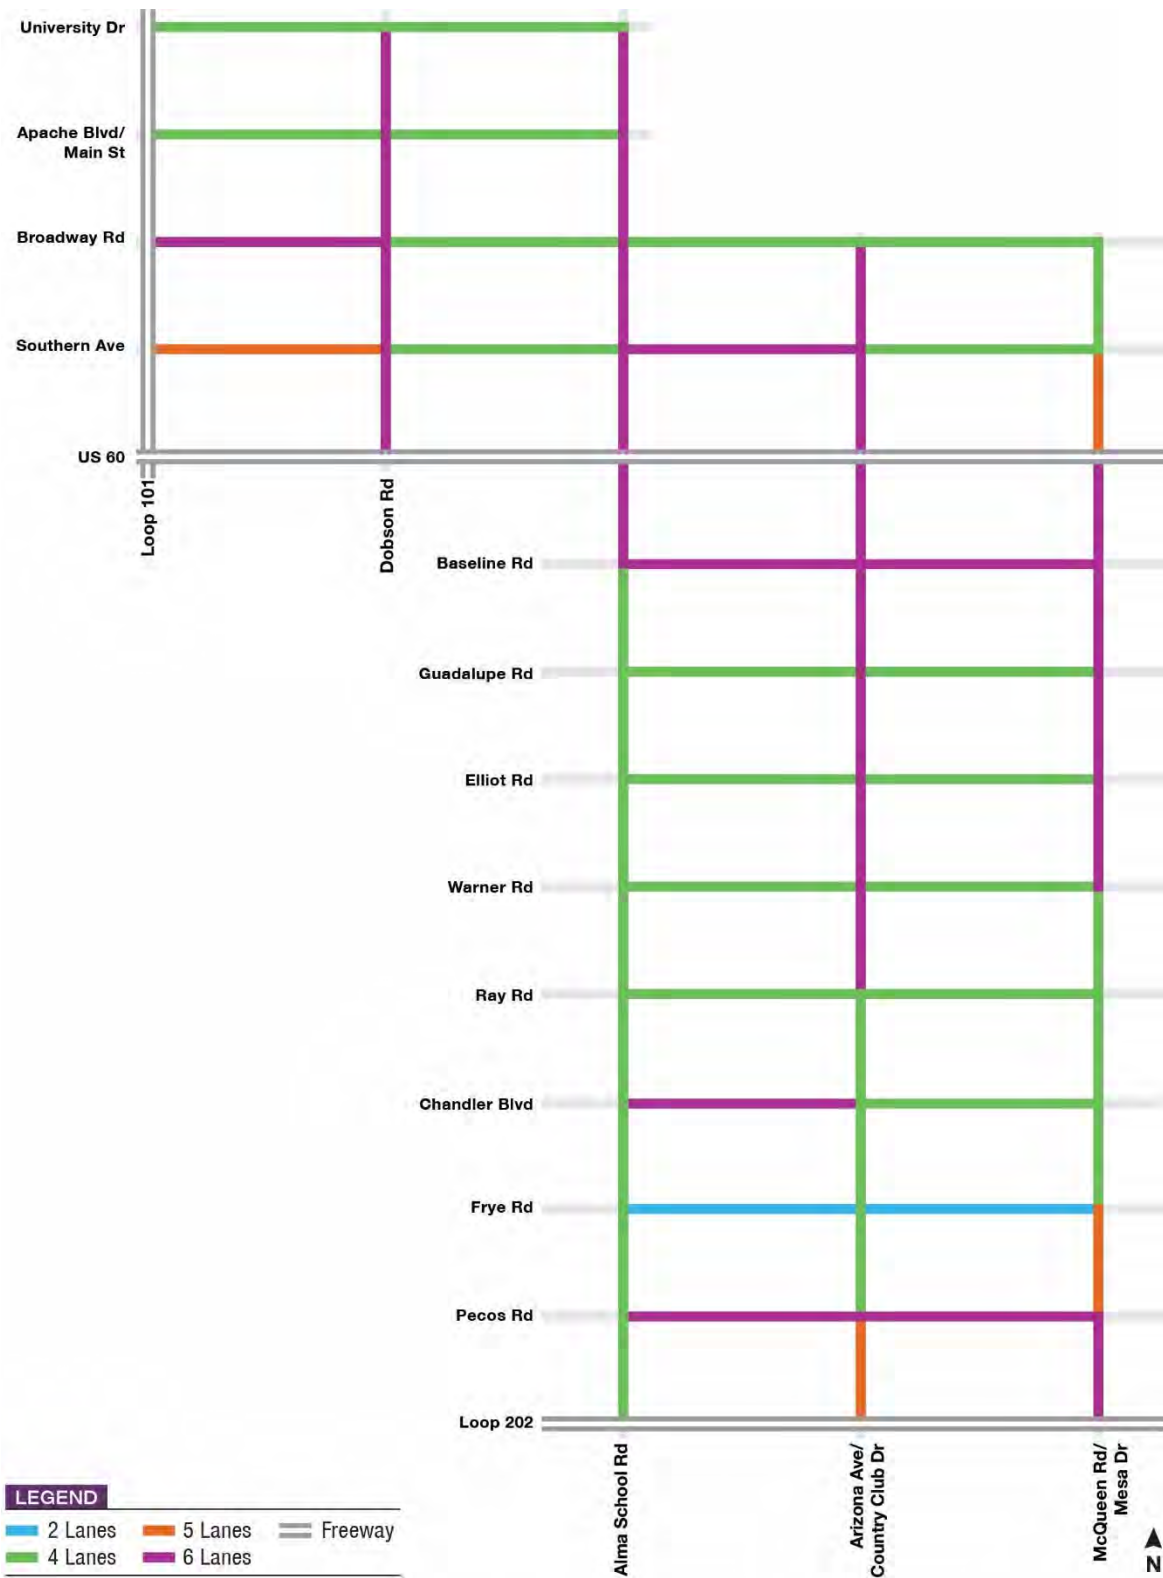 University Dr
Apache Blvd/
Main St
Broadway Rd
Southern Ave
US 60
Loop 101
Dobson Rd
Baseline Rd
Guadalupe Rd
Elliot Rd
Warner Rd
Ray Rd
Chandler Blvd
Frye Rd
Pecos Rd
Loop 202
Alma School Rd
Arizona Ave/
Country Club Dr
McQueen Rd/
Mesa Dr
LEGEND
2 Lanes
5 Lanes
Freeway
4 Lanes
6 Lanes
N